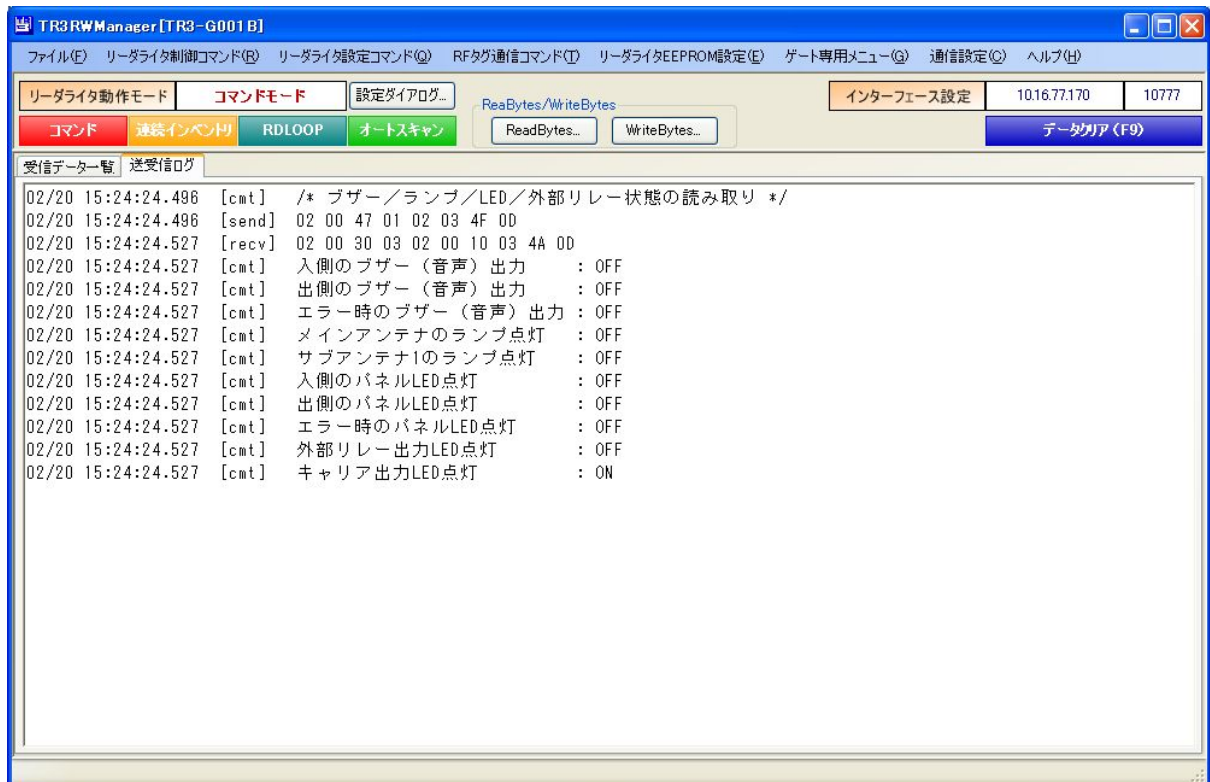 TR3RWManager[TR3-G001B]
ファイル(F) リーダライタ制御コマンド(R) リーダライタ設定コマンド(Q) RFタグ通信コマンド(T) リーダライタEEPROM設定(E) ゲート専用メニュー(G) 通信設定(C) ヘルプ(H)
リーダライタ動作モード コマンドモード 設定ダイアログ... ReaBytes/WriteBytes インターフェース設定 10.16.77.170 10777
コマンド 連続インベントリ RDLOOP オートスキャン ReadBytes... WriteBytes... データクリア (F9)
受信データ一覧 送受信ログ
02/20 15:24:24.496 [cmt] /* ブザー／ランプ／LED／外部リレー状態の読み取り */
02/20 15:24:24.496 [send] 02 00 47 01 02 03 4F 0D
02/20 15:24:24.527 [recv] 02 00 30 03 02 00 10 03 4A 0D
02/20 15:24:24.527 [cmt] 入側のブザー（音声）出力 : OFF
02/20 15:24:24.527 [cmt] 出側のブザー（音声）出力 : OFF
02/20 15:24:24.527 [cmt] エラー時のブザー（音声）出力 : OFF
02/20 15:24:24.527 [cmt] メインアンテナのランプ点灯 : OFF
02/20 15:24:24.527 [cmt] サブアンテナ1のランプ点灯 : OFF
02/20 15:24:24.527 [cmt] 入側のパネルLED点灯 : OFF
02/20 15:24:24.527 [cmt] 出側のパネルLED点灯 : OFF
02/20 15:24:24.527 [cmt] エラー時のパネルLED点灯 : OFF
02/20 15:24:24.527 [cmt] 外部リレー出力LED点灯 : OFF
02/20 15:24:24.527 [cmt] キャリア出力LED点灯 : ON